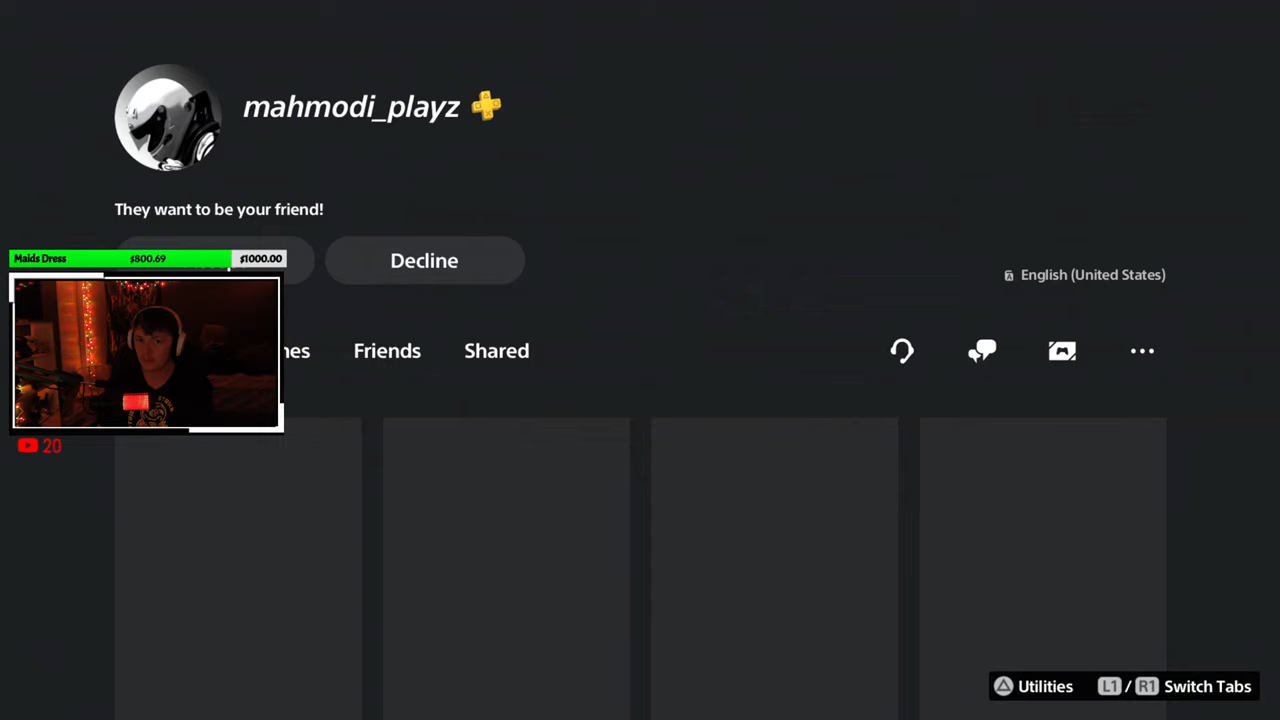 mahmodi_playz
They want to be your friend!
Decline
Maids Dress $800.69 $1000.00
English (United States)
Friends
Shared
20
Utilities L1 / R1 Switch Tabs